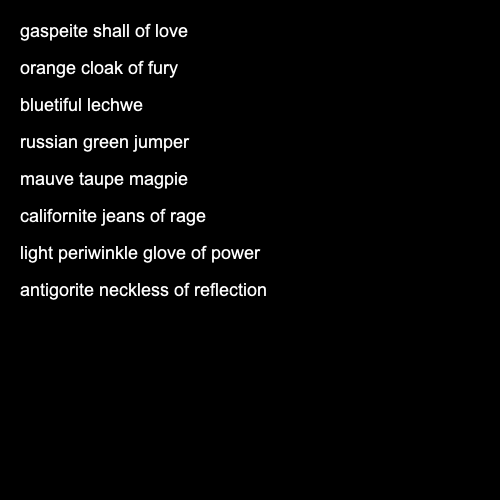 gaspeite shall of love
orange cloak of fury
bluetiful lechwe
russian green jumper
mauve taupe magpie
californite jeans of rage
light periwinkle glove of power
antigorite neckless of reflection